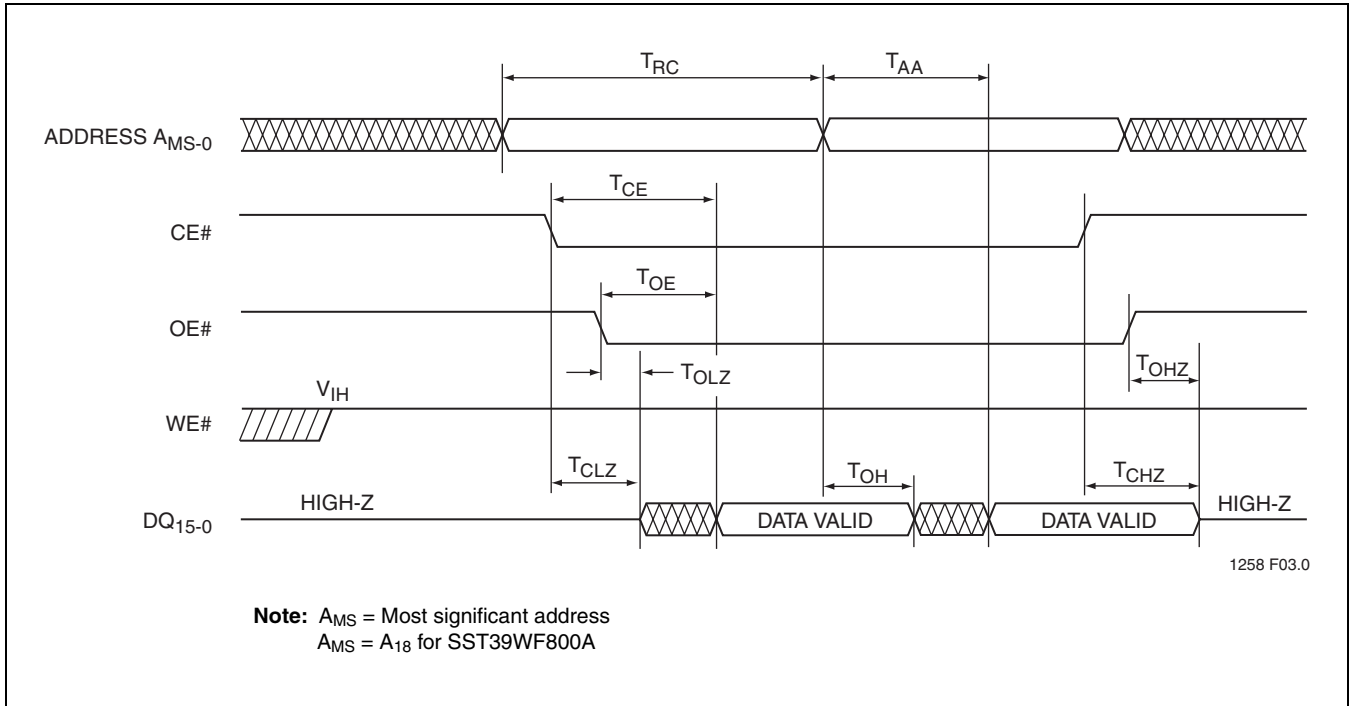 TRC
TAA
ADDRESS AMS-0
TCE
CE#
TOE
OE#
TOLZ
TOHZ
VIH
WE#
TCLZ
TOH
TCHZ
HIGH-Z
DATA VALID
DATA VALID
HIGH-Z
DQ15-0
1258 F03.0
Note: AMS = Most significant address
AMS = A18 for SST39WF800A